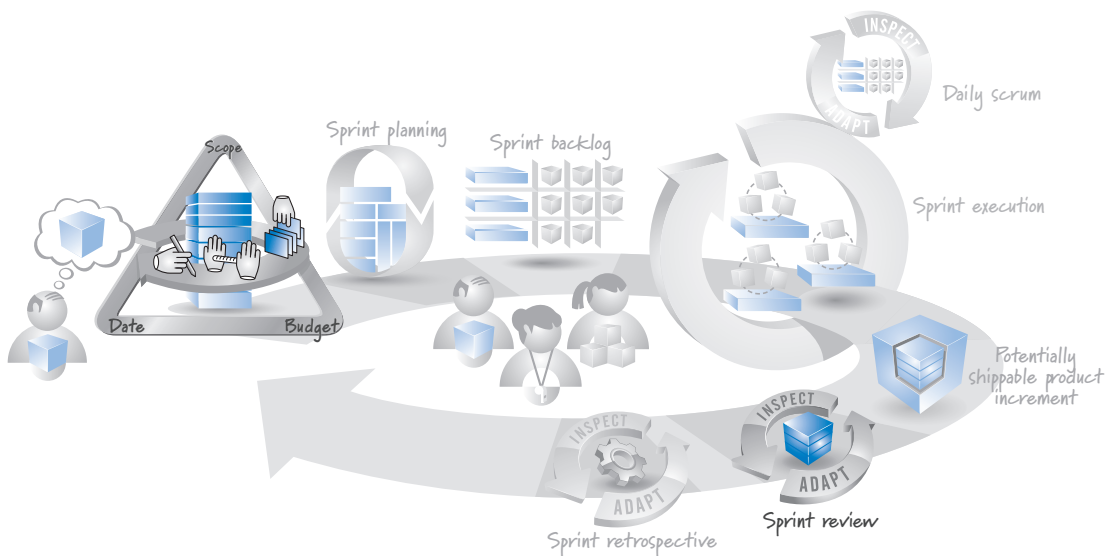 INSPECT
ADAPT
Daily scrum
Sprint planning
Sprint backlog
Scope
Sprint execution
Date
Budget
Potentially
shippable product
increment
INSPECT
ADAPT
Sprint review
INSPECT
ADAPT
Sprint retrospective